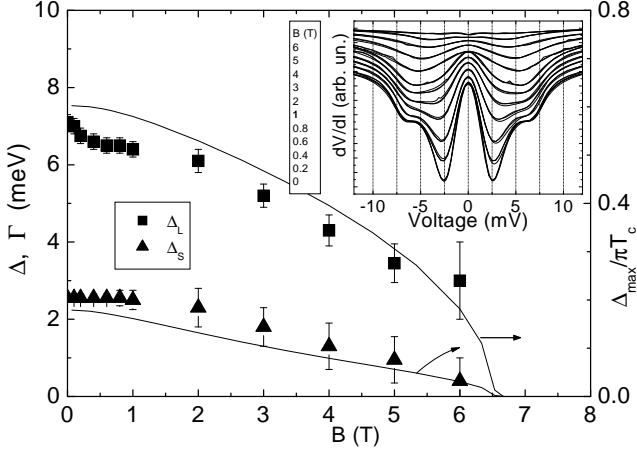 10
8
6
4
2
0
Δ, Γ (meV)
0 1 2 3 4 5 6 7 8
B (T)
0.8
0.4
0.0
Δmax/πTc
Δ_L
Δ_S
B (T)
6
5
4
3
2
1
0.8
0.6
0.4
0.2
0
dV/dI (arb. un.)
-10 -5 0 5 10
Voltage (mV)